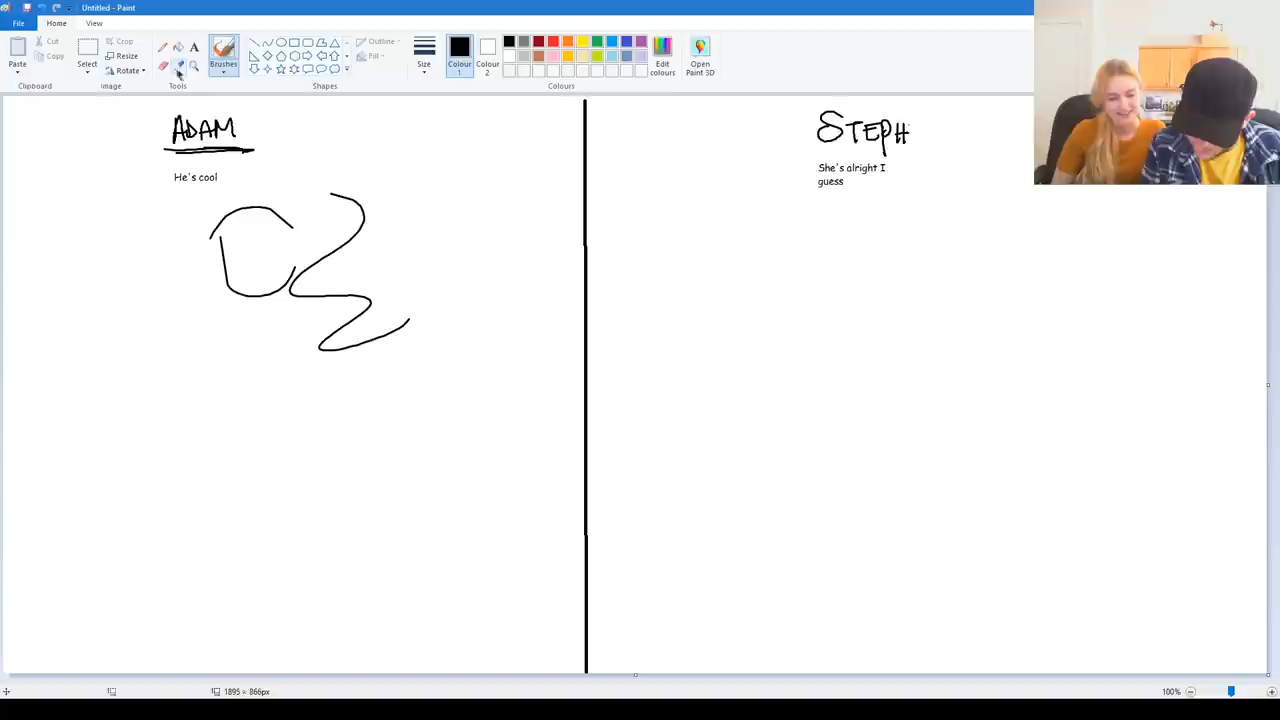 Untitled - Paint
File Home View
Paste
Cut
Copy
Clipboard
Select
Crop
Resize
Rotate
Image
Tools
Brushes
Shapes
Outline
Fill
Size
Colour 1
Colour 2
Colours
Edit colours
Open Paint 3D
ADAM
He's cool
STEPH
She's alright I
guess
1895 × 866px
100%